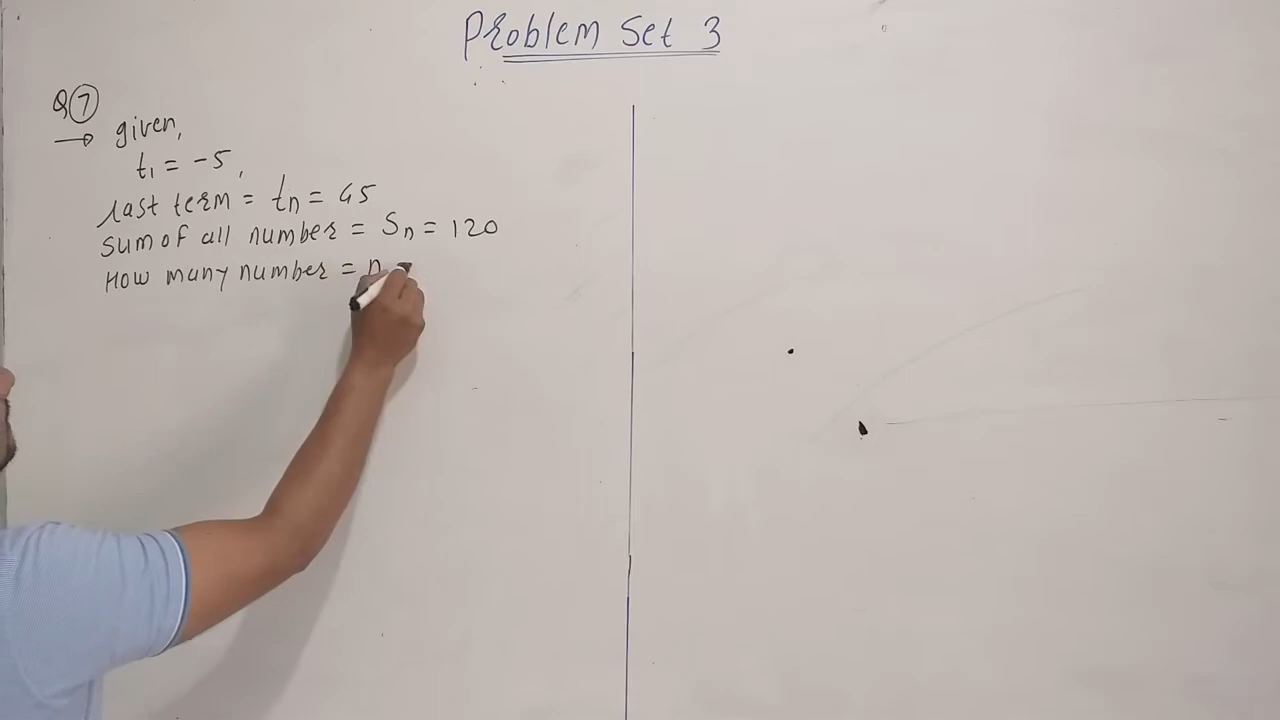 Problem Set 3
Q 7
→ given,
t1 = -5,
last term = tn = 45
sum of all number = Sn = 120
How many number = n